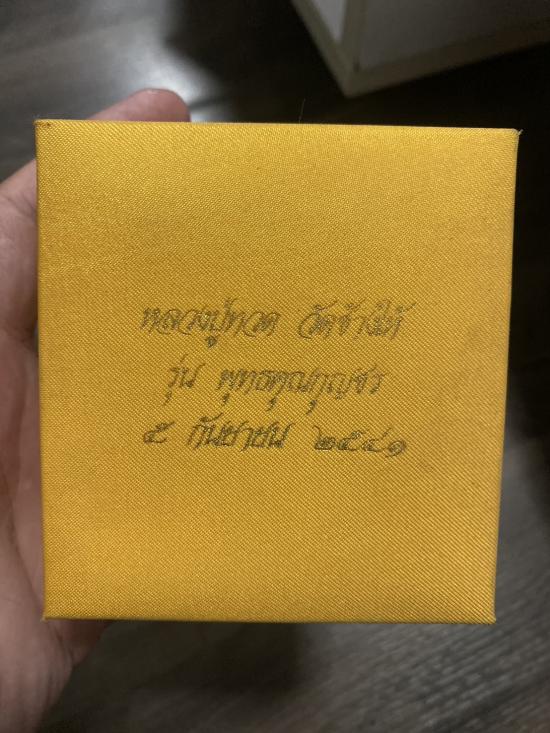 หลวงปู่ทวด วัดช้างให้
รุ่น พุทธคุณกุญชร
๕ กันยายน ๒๕๔๑